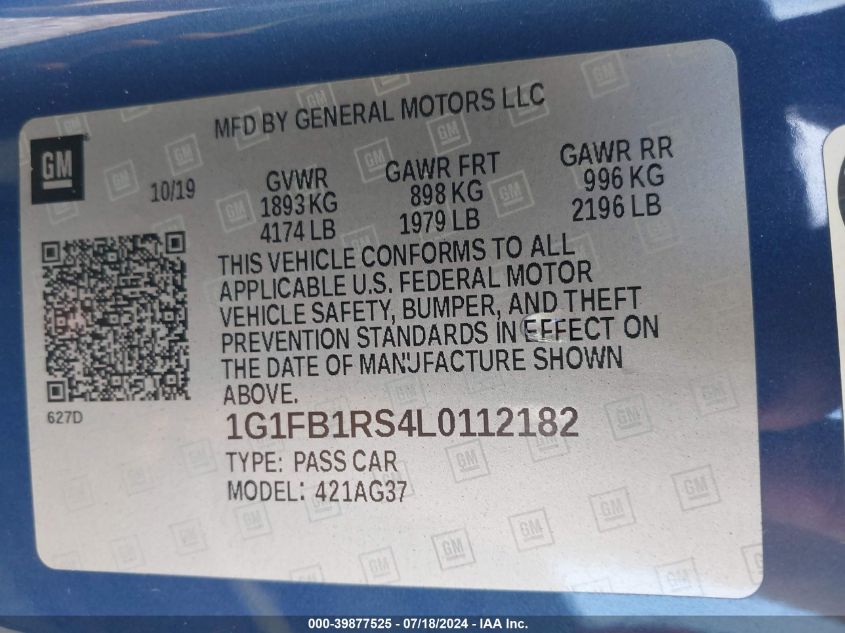 MFD BY GENERAL MOTORS LLC
GM
10/19
GVWR GAWR FRT GAWR RR
1893 KG 898 KG 996 KG
4174 LB 1979 LB 2196 LB
THIS VEHICLE CONFORMS TO ALL
APPLICABLE U.S. FEDERAL MOTOR
VEHICLE SAFETY, BUMPER, AND THEFT
PREVENTION STANDARDS IN EFFECT ON
THE DATE OF MANUFACTURE SHOWN
ABOVE.
627D
1G1FB1RS4L0112182
TYPE: PASS CAR
MODEL: 421AG37
000-39877525 - 07/18/2024 - IAA Inc.